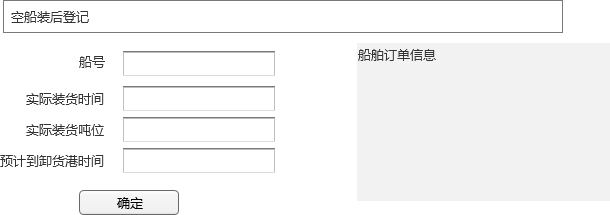 空船装后登记
船号
船舶订单信息
实际装货时间
实际装货吨位
预计到卸货港时间
确定